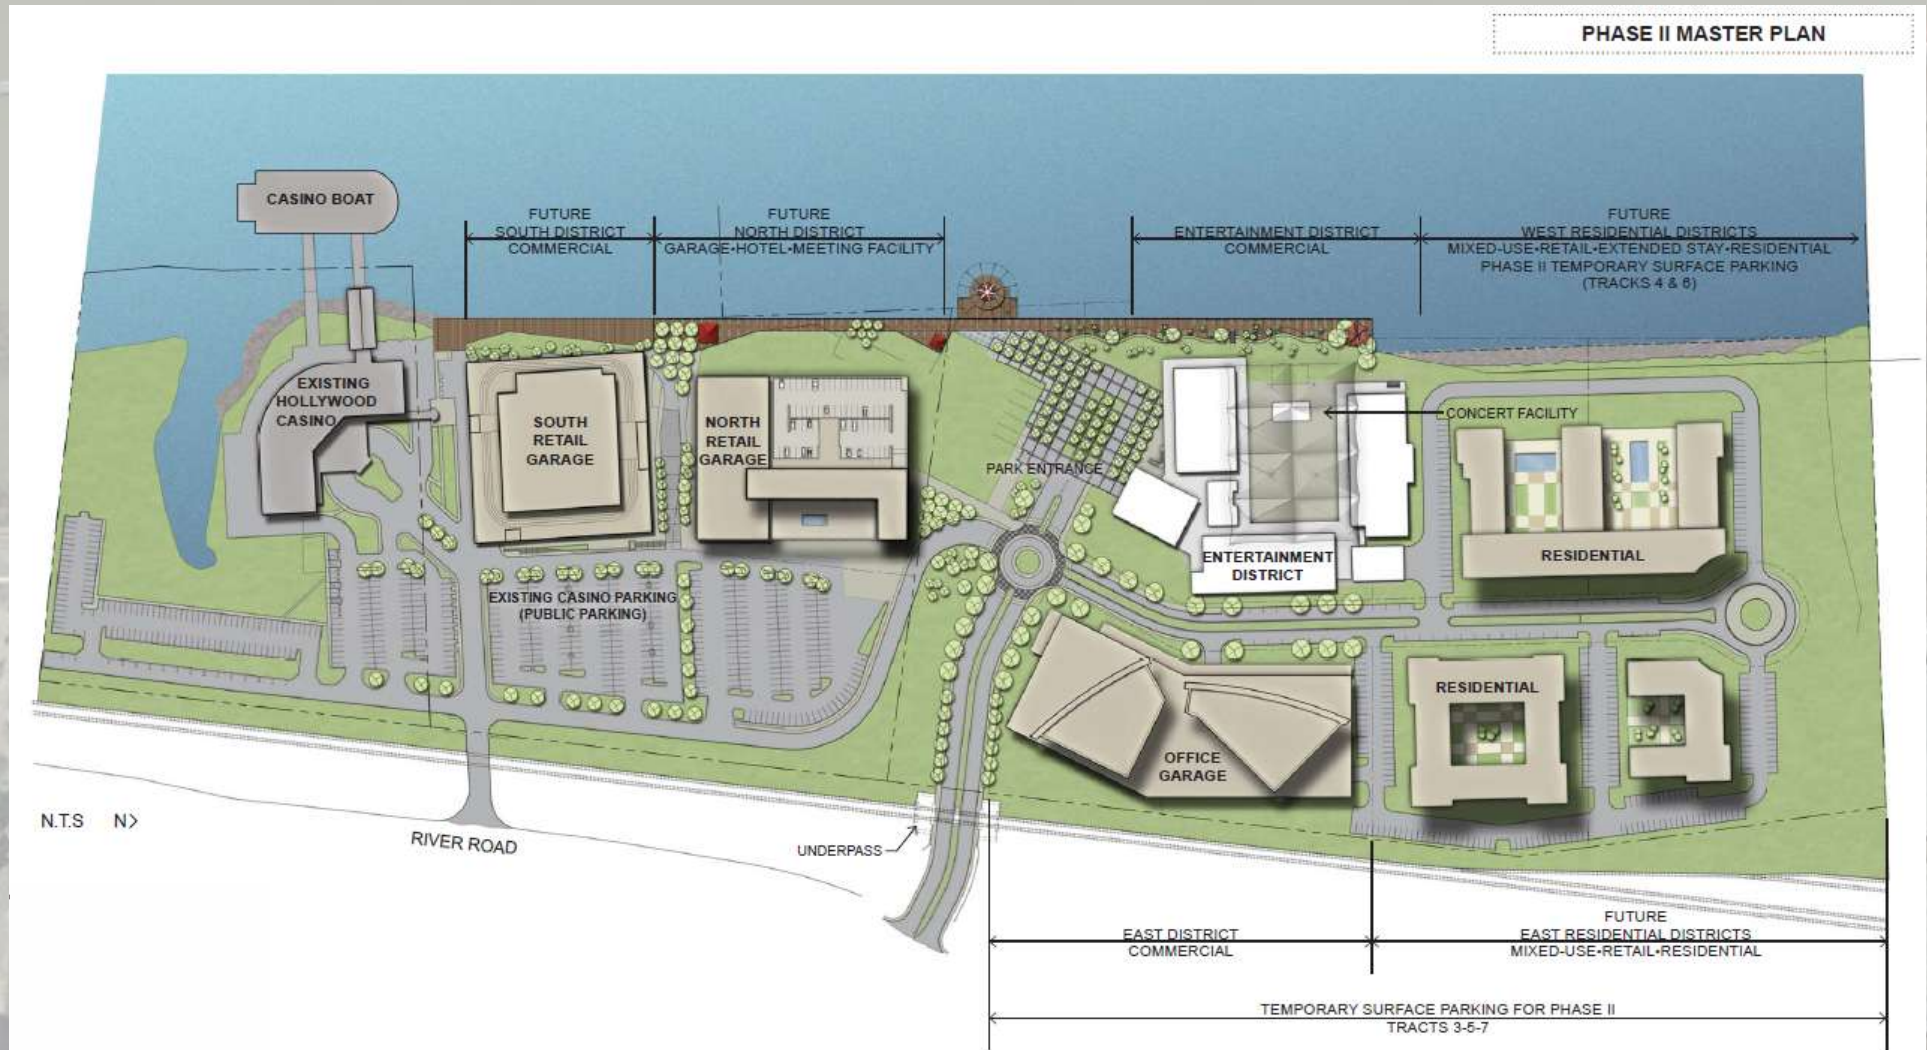 PHASE II MASTER PLAN
CASINO BOAT
FUTURE
SOUTH DISTRICT
COMMERCIAL
FUTURE
NORTH DISTRICT
GARAGE•HOTEL•MEETING FACILITY
ENTERTAINMENT DISTRICT
COMMERCIAL
FUTURE
WEST RESIDENTIAL DISTRICTS
MIXED-USE•RETAIL•EXTENDED STAY•RESIDENTIAL
PHASE II TEMPORARY SURFACE PARKING
(TRACKS 4 & 6)
EXISTING
HOLLYWOOD
CASINO
SOUTH
RETAIL
GARAGE
NORTH
RETAIL
GARAGE
CONCERT FACILITY
PARK ENTRANCE
ENTERTAINMENT
DISTRICT
RESIDENTIAL
EXISTING CASINO PARKING
(PUBLIC PARKING)
RESIDENTIAL
OFFICE
GARAGE
N.T.S N>
RIVER ROAD
UNDERPASS
EAST DISTRICT
COMMERCIAL
FUTURE
EAST RESIDENTIAL DISTRICTS
MIXED-USE•RETAIL•RESIDENTIAL
TEMPORARY SURFACE PARKING FOR PHASE II
TRACTS 3-5-7